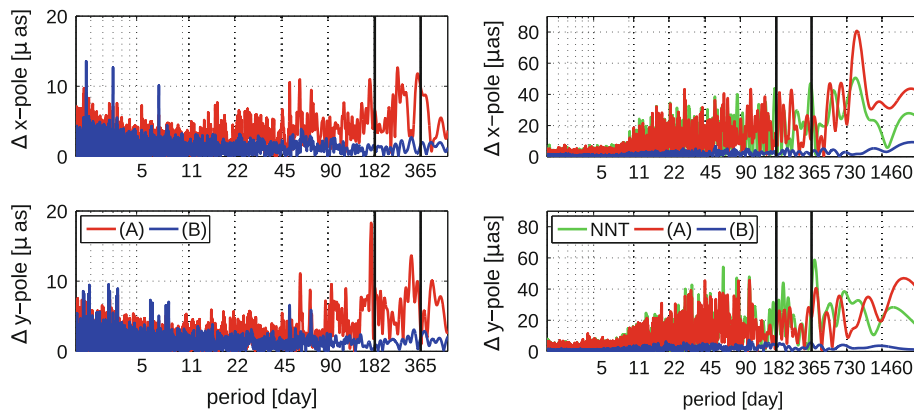 Δ x−pole [μ as]
20
10
0
5 11 22 45 90 182 365
Δ x−pole [μas]
80
60
40
20
0
5 11 22 45 90 182 365 730 1460
Δ y−pole [μ as]
20
10
0
(A) (B)
5 11 22 45 90 182 365
period [day]
Δ y−pole [μas]
80
60
40
20
0
NNT (A) (B)
5 11 22 45 90 182 365 730 1460
period [day]